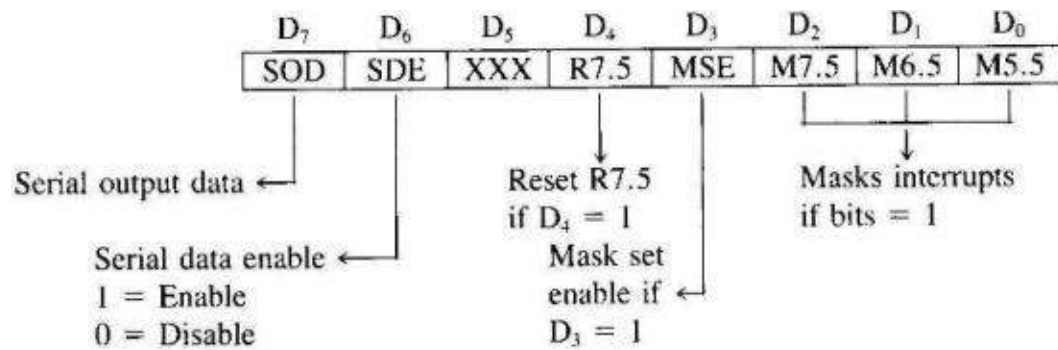 D₇ D₆ D₅ D₄ D₃ D₂ D₁ D₀
SOD SDE XXX R7.5 MSE M7.5 M6.5 M5.5
Serial output data
Reset R7.5
if D₄ = 1
Masks interrupts
if bits = 1
Serial data enable
1 = Enable
0 = Disable
Mask set
enable if
D₃ = 1